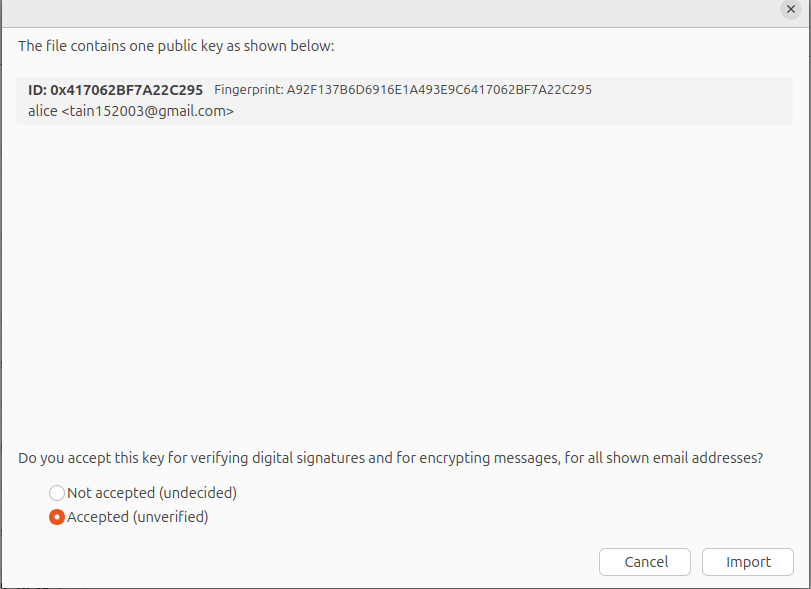 The file contains one public key as shown below:
ID: 0x417062BF7A22C295 Fingerprint: A92F137B6D6916E1A493E9C6417062BF7A22C295
alice <tain152003@gmail.com>
Do you accept this key for verifying digital signatures and for encrypting messages, for all shown email addresses?
Not accepted (undecided)
Accepted (unverified)
Cancel Import